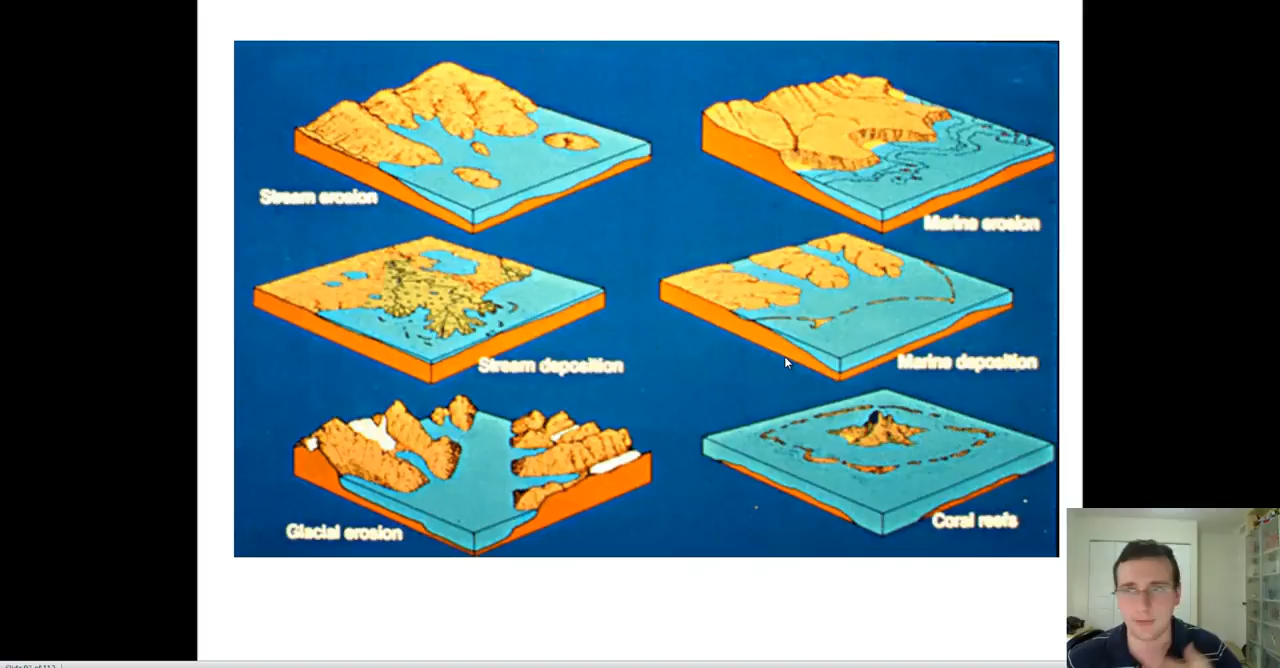 Stream erosion
Marine erosion
Stream deposition
Marine deposition
Glacial erosion
Coral reefs